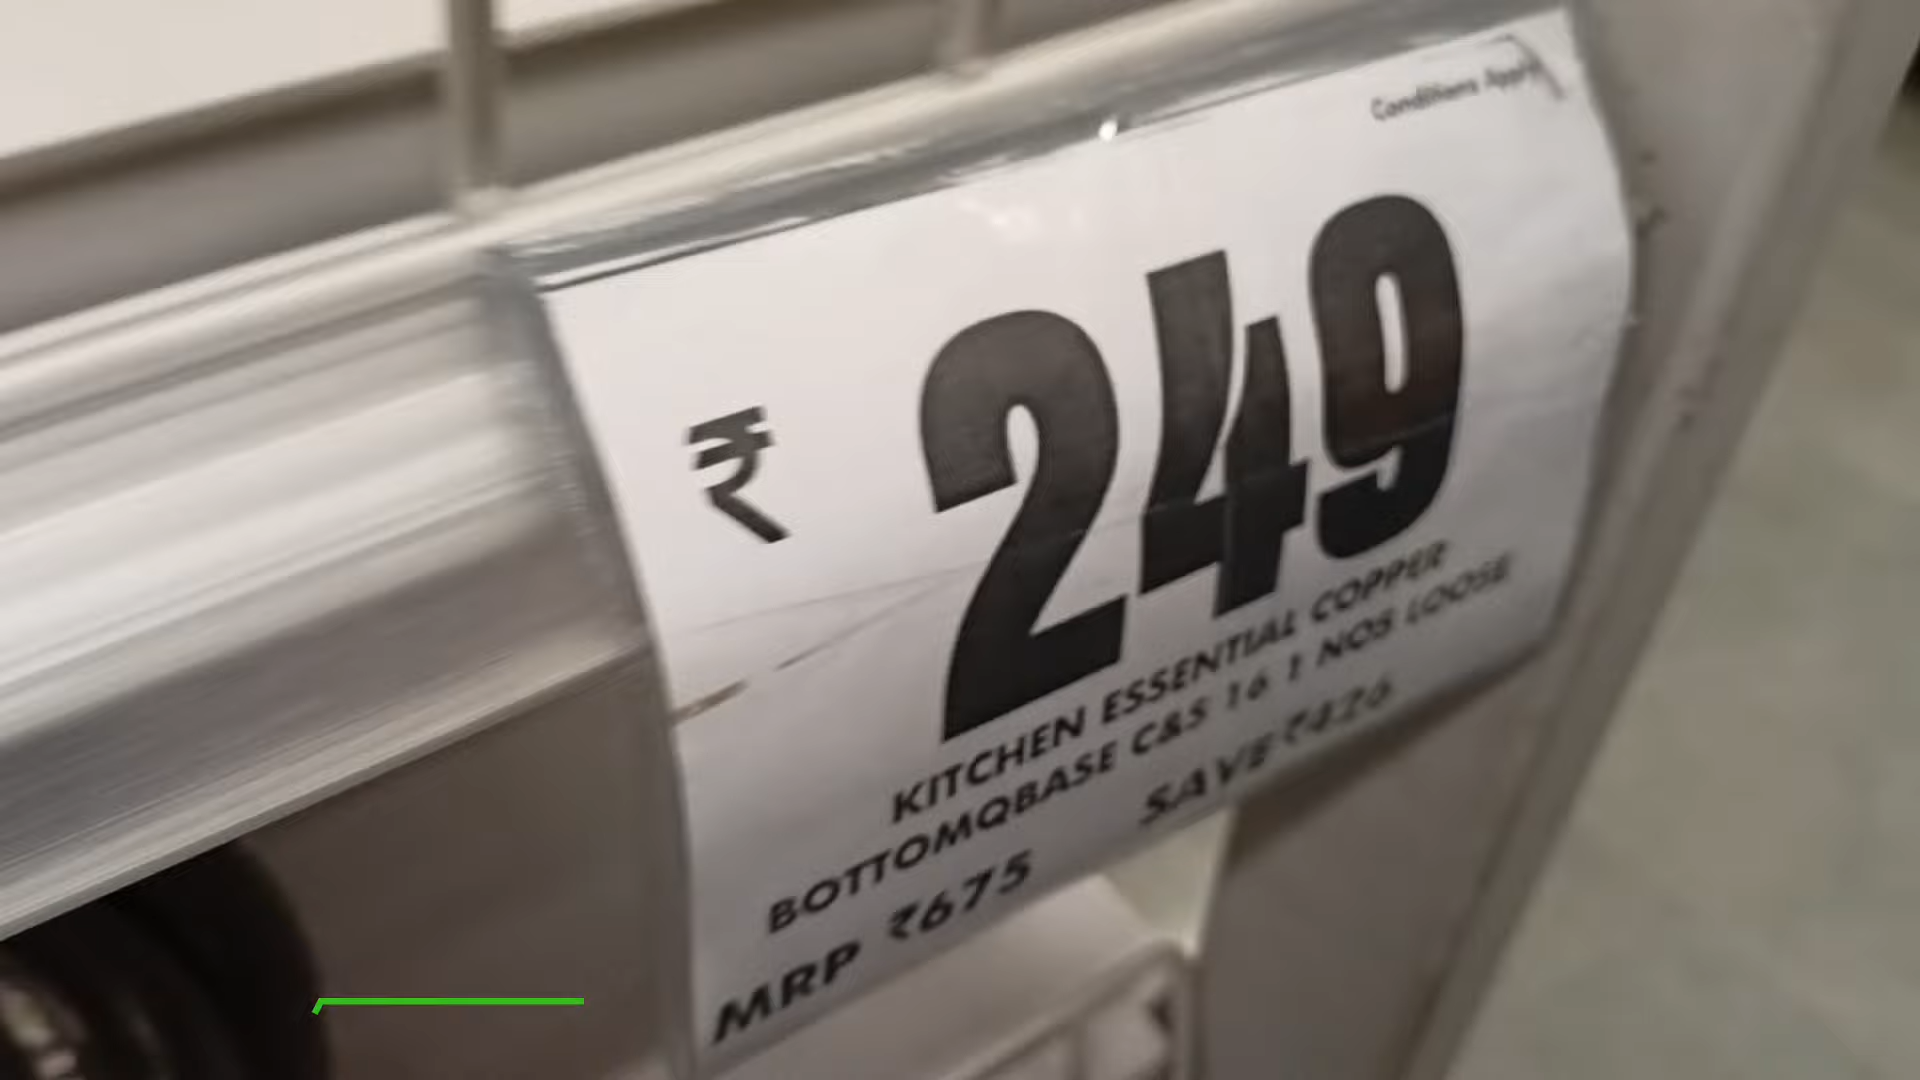 Conditions Apply
₹ 249
KITCHEN ESSENTIAL COPPER
BOTTOMQBASE C&S 16 1 NOS LOOSE
MRP ₹675 SAVE ₹426